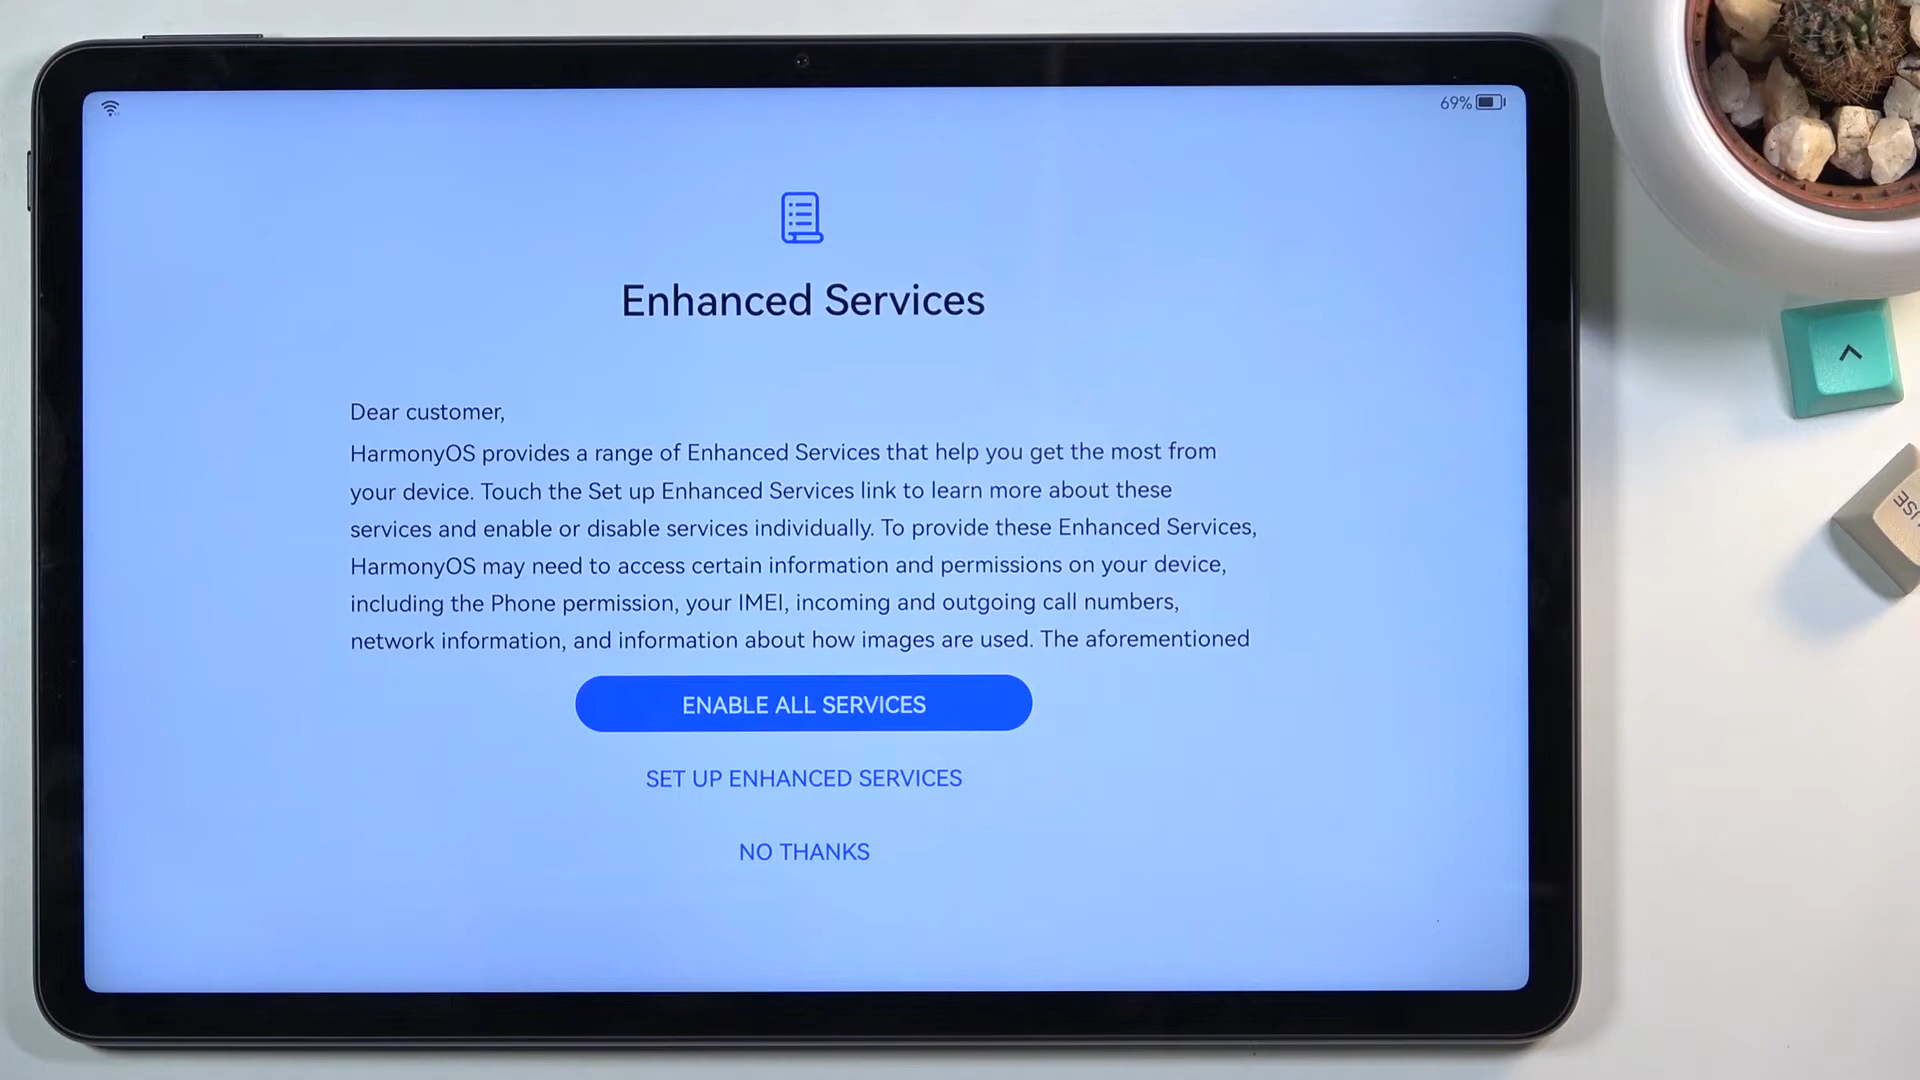 69%
Enhanced Services
Dear customer,
HarmonyOS provides a range of Enhanced Services that help you get the most from
your device. Touch the Set up Enhanced Services link to learn more about these
services and enable or disable services individually. To provide these Enhanced Services,
HarmonyOS may need to access certain information and permissions on your device,
including the Phone permission, your IMEI, incoming and outgoing call numbers,
network information, and information about how images are used. The aforementioned
ENABLE ALL SERVICES
SET UP ENHANCED SERVICES
NO THANKS